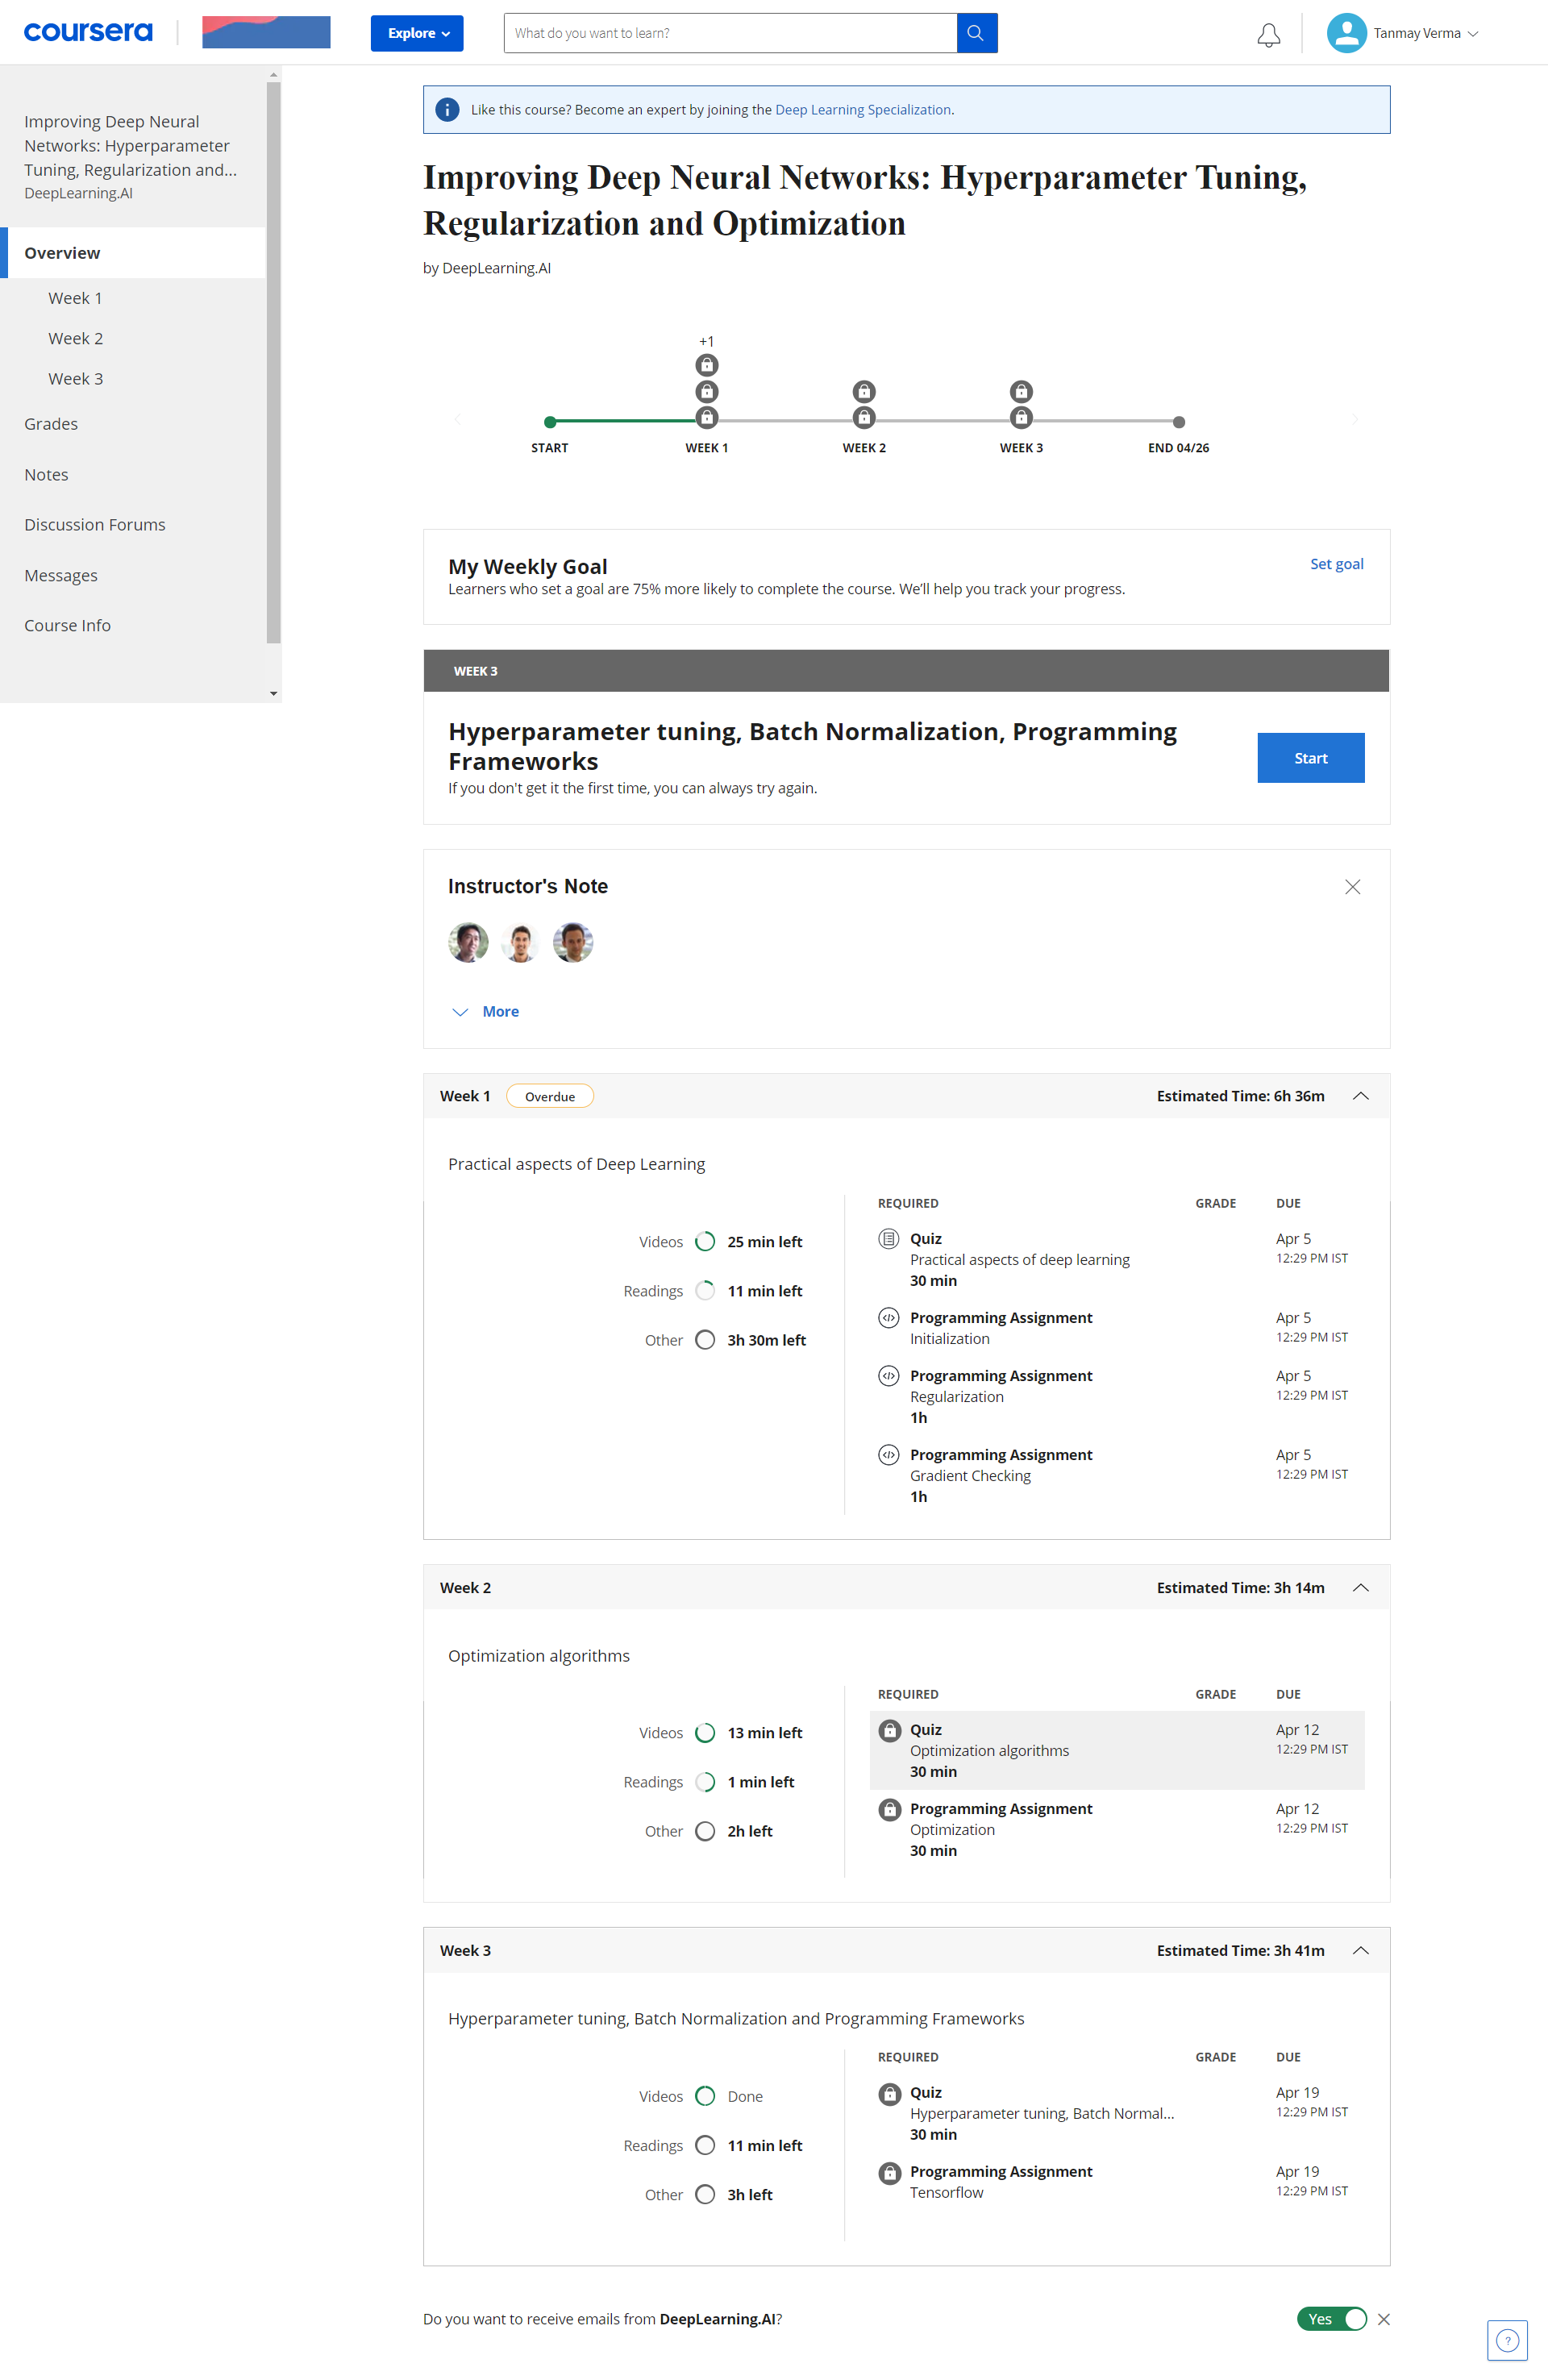 coursera
Explore
What do you want to learn?
Tanmay Verma
Improving Deep Neural
Networks: Hyperparameter
Tuning, Regularization and...
DeepLearning.AI
Overview
Week 1
Week 2
Week 3
Grades
Notes
Discussion Forums
Messages
Course Info
Like this course? Become an expert by joining the Deep Learning Specialization.
Improving Deep Neural Networks: Hyperparameter Tuning,
Regularization and Optimization
by DeepLearning.AI
+1
START
WEEK 1
WEEK 2
WEEK 3
END 04/26
My Weekly Goal
Set goal
Learners who set a goal are 75% more likely to complete the course. We'll help you track your progress.
WEEK 3
Hyperparameter tuning, Batch Normalization, Programming
Frameworks
If you don't get it the first time, you can always try again.
Start
Instructor's Note
More
Week 1
Overdue
Estimated Time: 6h 36m
Practical aspects of Deep Learning
Videos 25 min left
Readings 11 min left
Other 3h 30m left
REQUIRED GRADE DUE
Quiz Apr 5
Practical aspects of deep learning 12:29 PM IST
30 min
Programming Assignment Apr 5
Initialization 12:29 PM IST
Programming Assignment Apr 5
Regularization 12:29 PM IST
1h
Programming Assignment Apr 5
Gradient Checking 12:29 PM IST
1h
Week 2
Estimated Time: 3h 14m
Optimization algorithms
Videos 13 min left
Readings 1 min left
Other 2h left
REQUIRED GRADE DUE
Quiz Apr 12
Optimization algorithms 12:29 PM IST
30 min
Programming Assignment Apr 12
Optimization 12:29 PM IST
30 min
Week 3
Estimated Time: 3h 41m
Hyperparameter tuning, Batch Normalization and Programming Frameworks
Videos Done
Readings 11 min left
Other 3h left
REQUIRED GRADE DUE
Quiz Apr 19
Hyperparameter tuning, Batch Normal... 12:29 PM IST
30 min
Programming Assignment Apr 19
Tensorflow 12:29 PM IST
Do you want to receive emails from DeepLearning.AI?
Yes
?